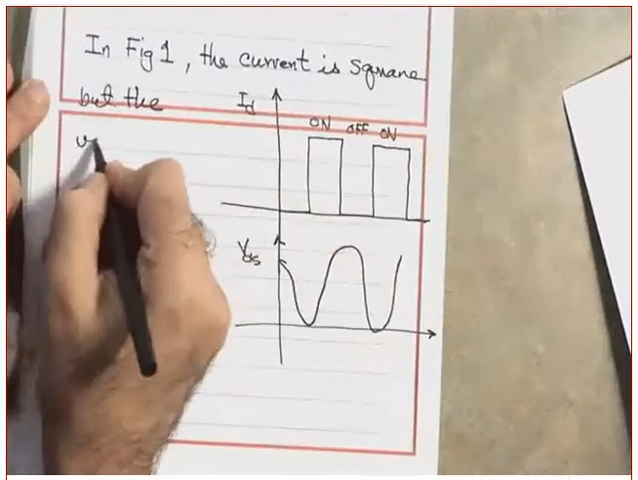 In Fig 1, the current is Square
but the
Id
ON OFF ON
v
Vds